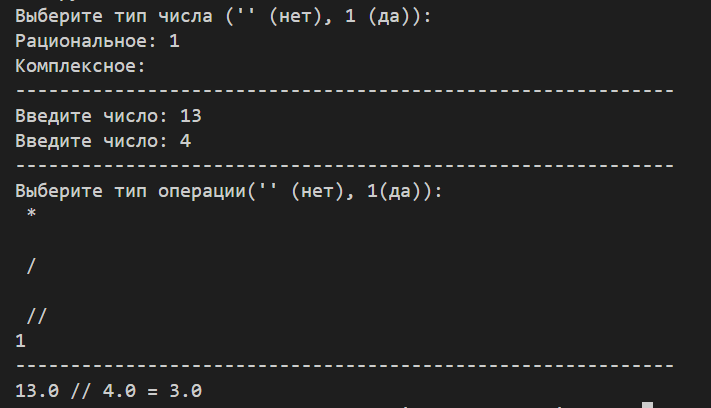 Выберите тип числа ('' (нет), 1 (да)):
Рациональное: 1
Комплексное:
------------------------------------------------------------
Введите число: 13
Введите число: 4
------------------------------------------------------------
Выберите тип операции('' (нет), 1(да)):
*
/
//
1
------------------------------------------------------------
13.0 // 4.0 = 3.0